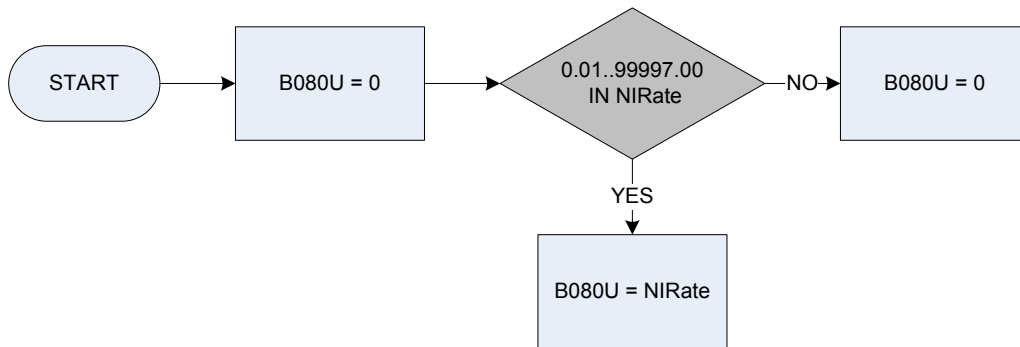 START
B080U = 0
0.01..99997.00
IN NIRate
NO
B080U = 0
YES
B080U = NIRate